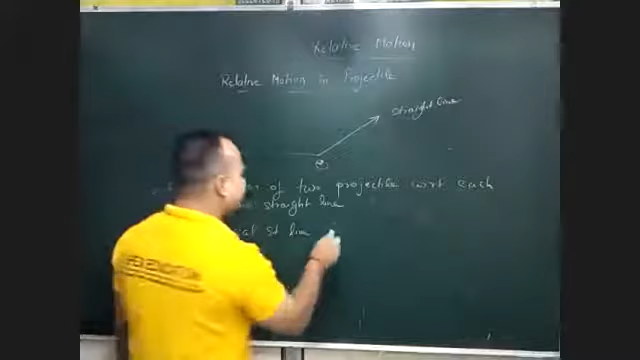 Relative Motion
Relative Motion in Projectile
straight line
of two projectile wrt each
straight line
st line